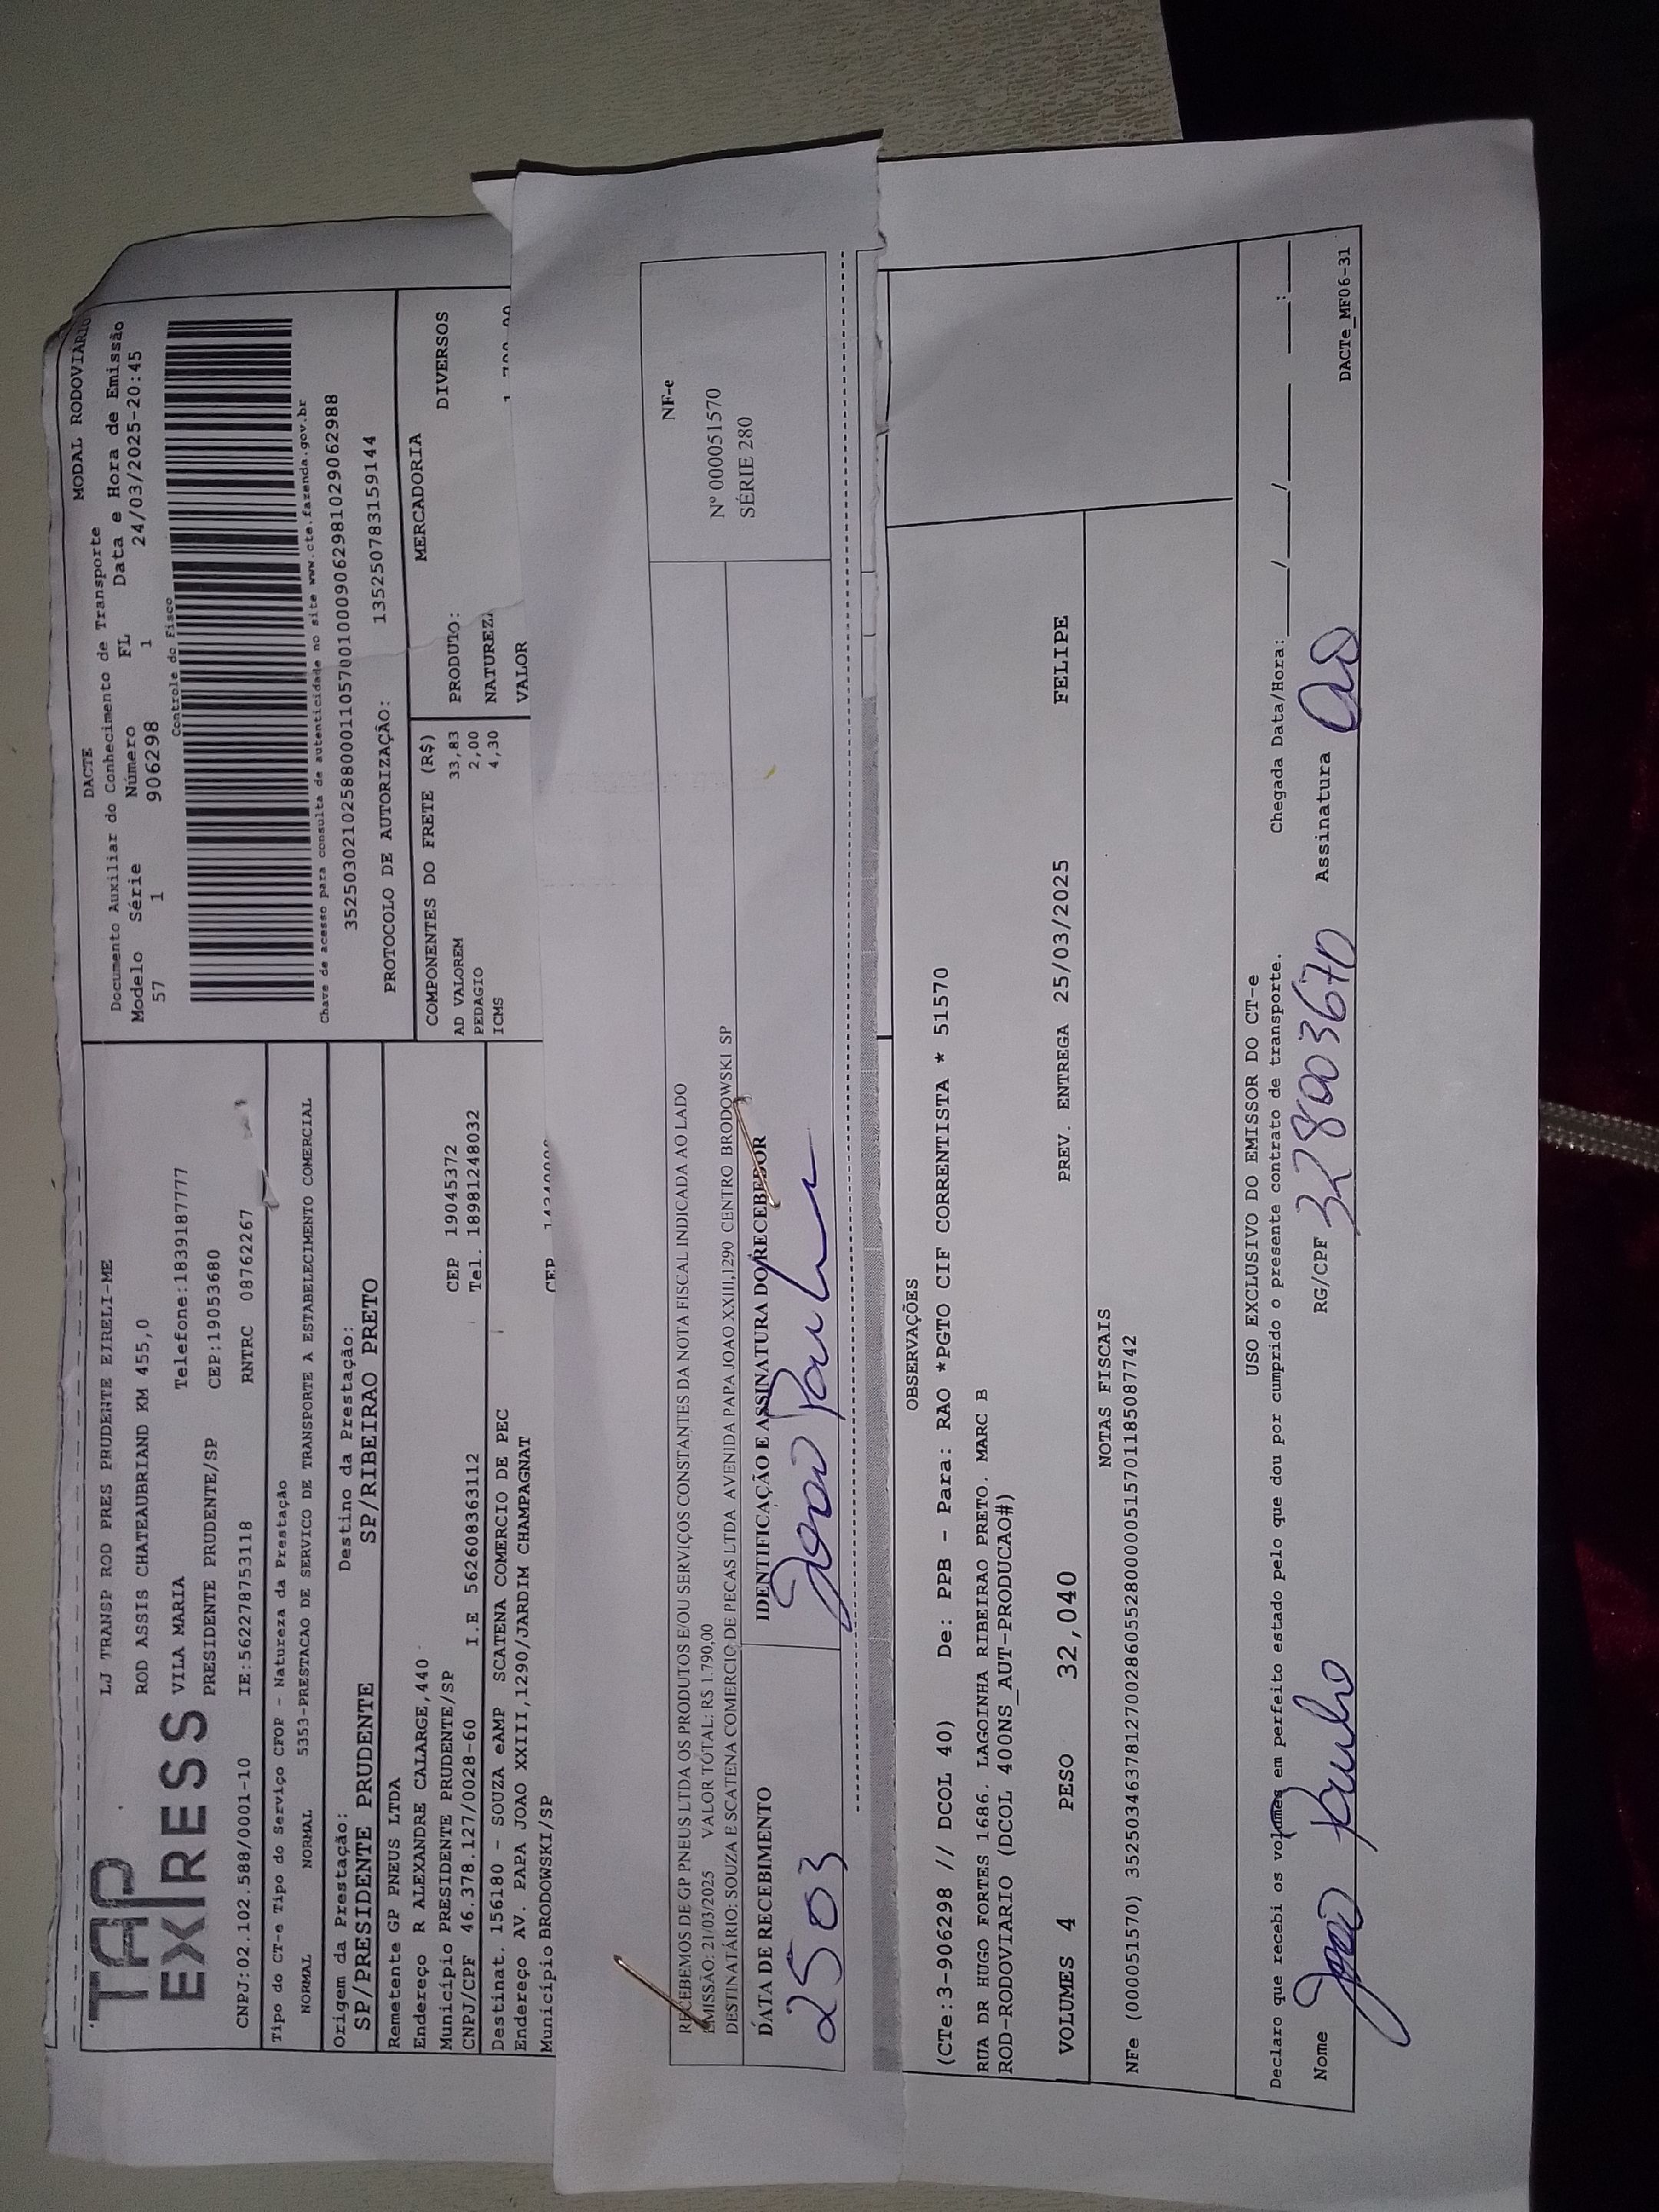 MODAL RODOVIÁRIO
DACTE
Documento Auxiliar do Conhecimento de Transporte
Modelo Série Número FL Data e Hora de Emissão
57 1 906298 1 24/03/2025-20:45
Controle do Fisco
Chave de acesso para consulta de autenticidade no site www.cte.fazenda.gov.br
35250302102588000110570010009062981029062988
PROTOCOLO DE AUTORIZAÇÃO: 135250783159144
TAP
EXPRESS
LJ TRANSP ROD PRES PRUDENTE EIRELI-ME
ROD ASSIS CHATEAUBRIAND KM 455,0
VILA MARIA Telefone:1839187777
PRESIDENTE PRUDENTE/SP CEP:19053680
CNPJ:02.102.588/0001-10 IE:562278753118 RNTRC 08762267
Tipo do CT-e Tipo do Serviço CFOP - Natureza da Prestação
NORMAL NORMAL 5353-PRESTACAO DE SERVICO DE TRANSPORTE A ESTABELECIMENTO COMERCIAL
Origem da Prestação: Destino da Prestação:
SP/PRESIDENTE PRUDENTE SP/RIBEIRAO PRETO
Remetente GP PNEUS LTDA
Endereço R ALEXANDRE CALARGE,440
Município PRESIDENTE PRUDENTE/SP CEP 19045372
CNPJ/CPF 46.378.127/0028-60 I.E 562608363112 Tel. 18981248032
Destinat. 156180 - SOUZA eAMP SCATENA COMERCIO DE PEC
Endereço AV. PAPA JOAO XXIII,1290/JARDIM CHAMPAGNAT
Município BRODOWSKI/SP CEP
COMPONENTES DO FRETE (R$)
AD VALOREM 33,83
PEDAGIO 2,00
ICMS 4,30
MERCADORIA
PRODUTO: DIVERSOS
NATUREZA
VALOR
RECEBEMOS DE GP PNEUS LTDA OS PRODUTOS E/OU SERVIÇOS CONSTANTES DA NOTA FISCAL INDICADA AO LADO
EMISSÃO: 21/03/2025 VALOR TOTAL: R$ 1.790,00
DESTINATÁRIO: SOUZA E SCATENA COMERCIO DE PECAS LTDA AVENIDA PAPA JOAO XXIII,1290 CENTRO BRODOWSKI SP
NF-e
Nº 000051570
SÉRIE 280
DATA DE RECEBIMENTO IDENTIFICAÇÃO E ASSINATURA DO RECEBEDOR
2503 João Paulo
OBSERVAÇÕES
(CTe:3-906298 // DCOL 40) De: PPB - Para: RAO *PGTO CIF CORRENTISTA * 51570
RUA DR HUGO FORTES 1686. LAGOINHA RIBEIRAO PRETO. MARC B
ROD-RODOVIARIO (DCOL 400NS_AUT-PRODUCAO#)
VOLUMES 4 PESO 32,040 PREV. ENTREGA 25/03/2025 FELIPE
NOTAS FISCAIS
NFe (000051570) 35250346378127002860552800000515701185087742
USO EXCLUSIVO DO EMISSOR DO CT-e
Declaro que recebi os volumes em perfeito estado pelo que dou por cumprido o presente contrato de transporte. Chegada Data/Hora: ___/___/___ ___:___
Nome João Paulo RG/CPF 328003670 Assinatura
DACTe_MF06-31